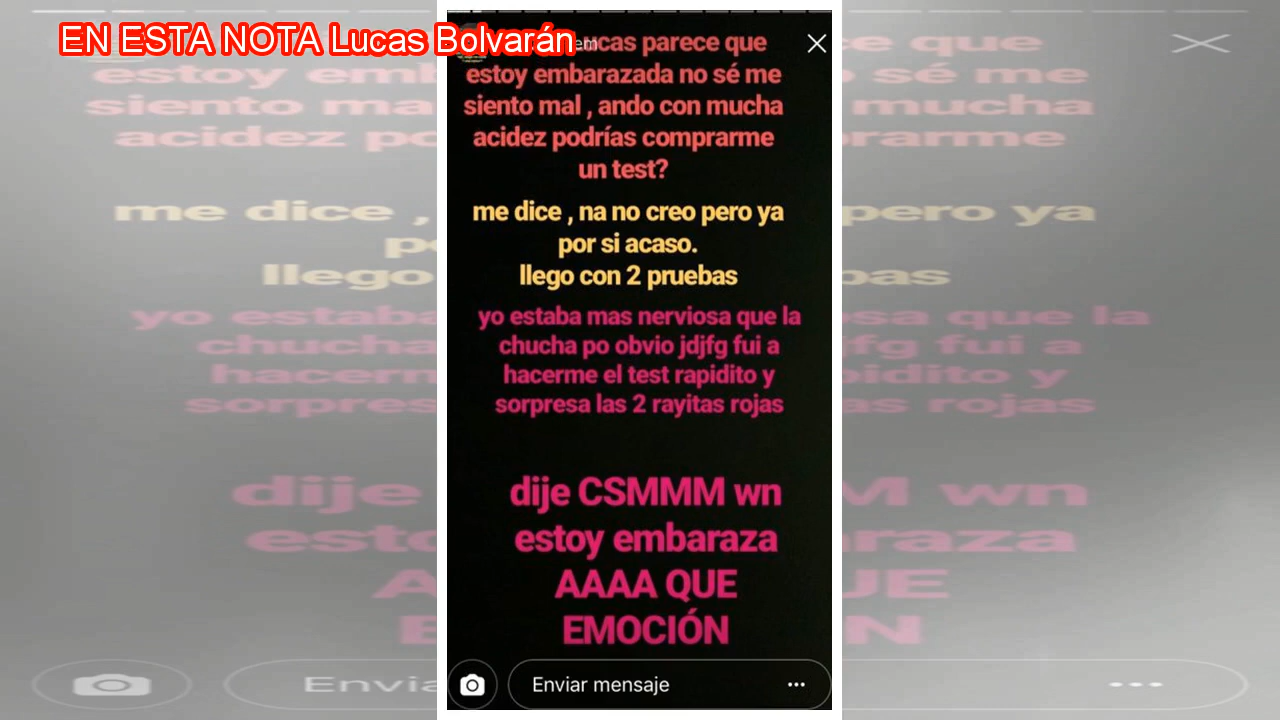 EN ESTA NOTA Lucas Bolvarán
ucas parece que
estoy embarazada no sé me
siento mal , ando con mucha
acidez podrías comprarme
un test?
me dice , na no creo pero ya
por si acaso.
llego con 2 pruebas
yo estaba mas nerviosa que la
chucha po obvio jdjfg fui a
hacerme el test rapidito y
sorpresa las 2 rayitas rojas
dije CSMMM wn
estoy embaraza
AAAA QUE
EMOCIÓN
Enviar mensaje